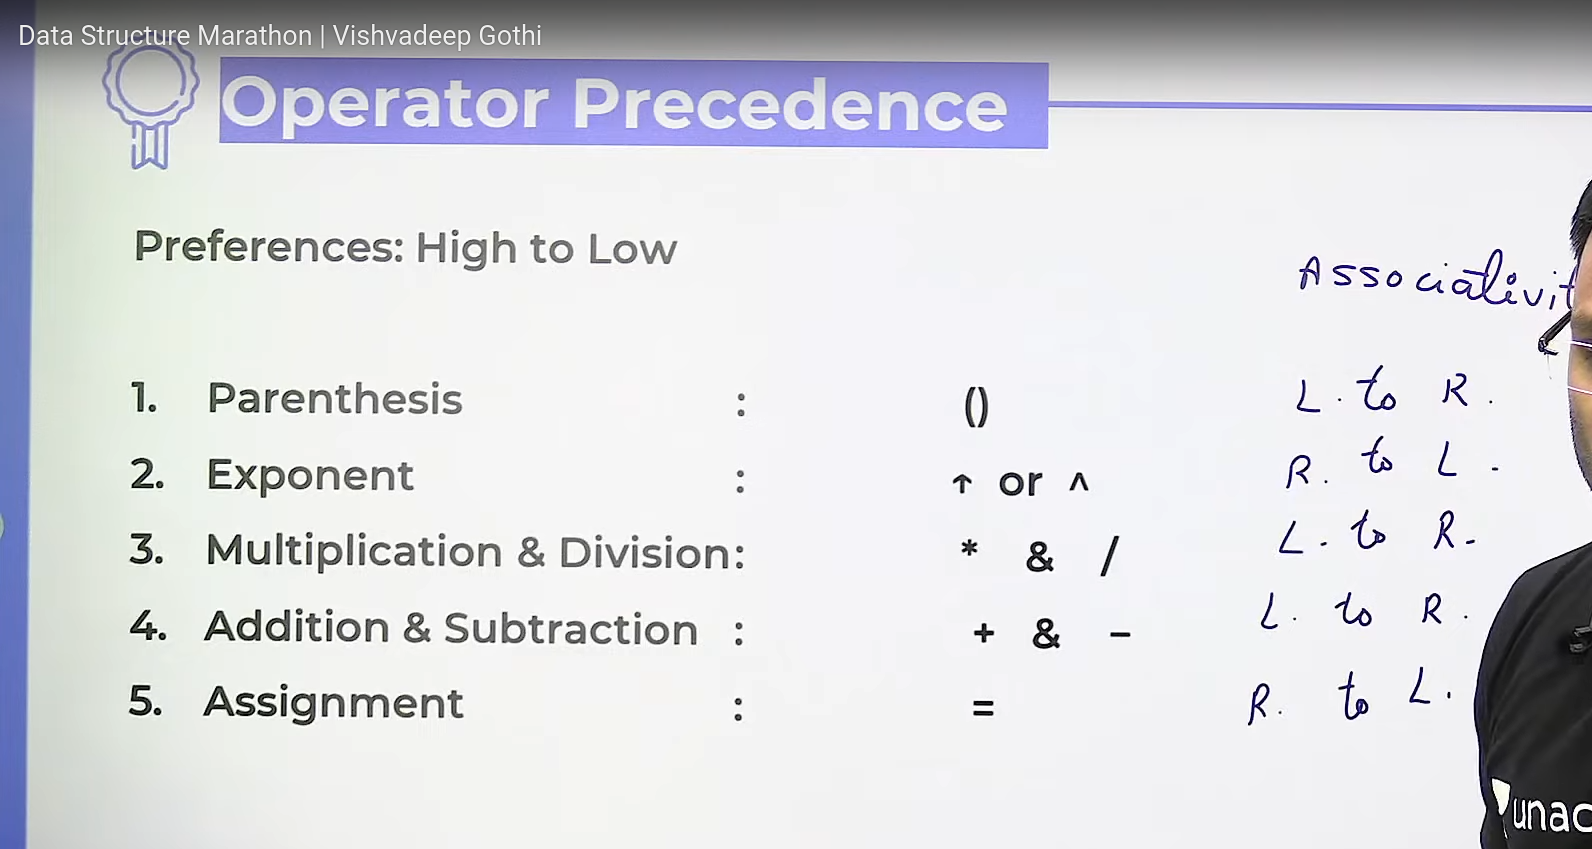 Data Structure Marathon | Vishvadeep Gothi
Operator Precedence
Preferences: High to Low
Associativit
1. Parenthesis : () L. to R.
2. Exponent : ↑ or ^ R. to L.
3. Multiplication & Division: * & / L. to R.
4. Addition & Subtraction : + & - L. to R.
5. Assignment : = R. to L.
unac